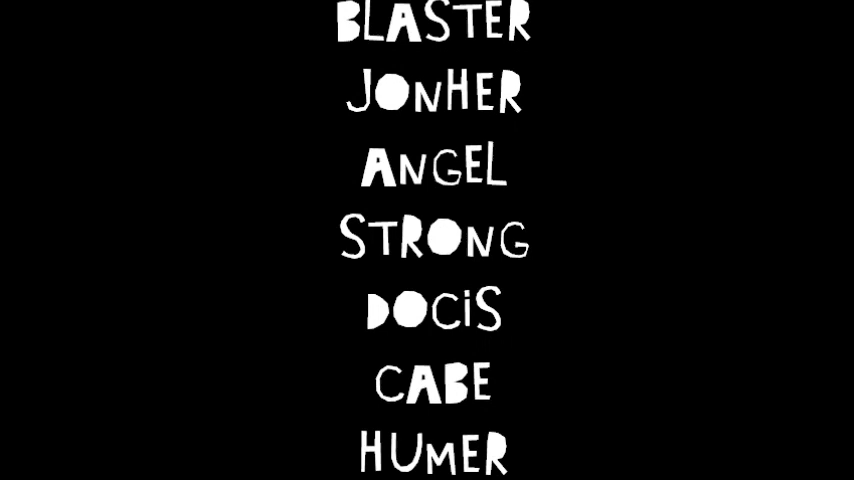 BLASTER
JONHER
ANGEL
STRONG
DOCiS
CABE
HUMER